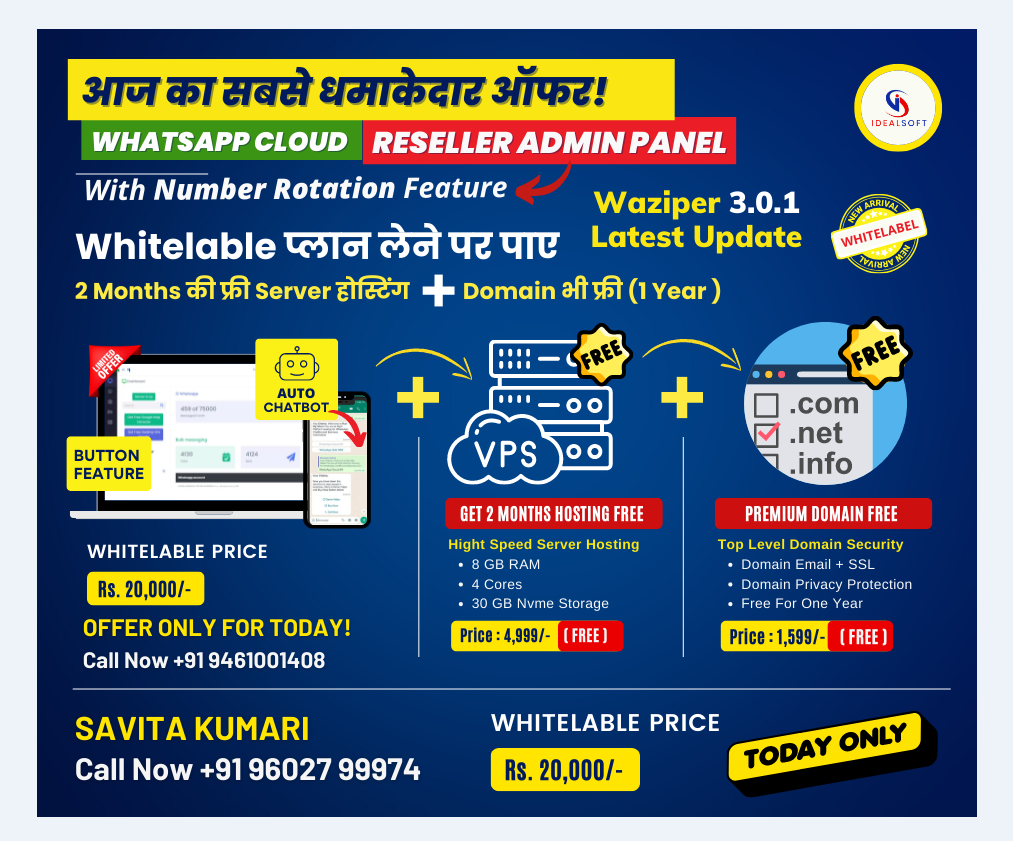 आज का सबसे धमाकेदार ऑफर!
IDEALSOFT
WHATSAPP CLOUD RESELLER ADMIN PANEL
With Number Rotation Feature
Waziper 3.0.1
Latest Update
NEW ARRIVAL
WHITELABEL
NEW ARRIVAL
Whitelable प्लान लेने पर पाए
2 Months की फ्री Server होस्टिंग + Domain भी फ्री (1 Year )
LIMITED
OFFER
AUTO
CHATBOT
BUTTON
FEATURE
+
FREE
VPS
+
FREE
.com
.net
.info
WHITELABLE PRICE
Rs. 20,000/-
OFFER ONLY FOR TODAY!
Call Now +91 9461001408
GET 2 MONTHS HOSTING FREE
Hight Speed Server Hosting
• 8 GB RAM
• 4 Cores
• 30 GB Nvme Storage
Price : 4,999/- ( FREE )
PREMIUM DOMAIN FREE
Top Level Domain Security
• Domain Email + SSL
• Domain Privacy Protection
• Free For One Year
Price : 1,599/- ( FREE )
SAVITA KUMARI
Call Now +91 96027 99974
WHITELABLE PRICE
Rs. 20,000/-
TODAY ONLY